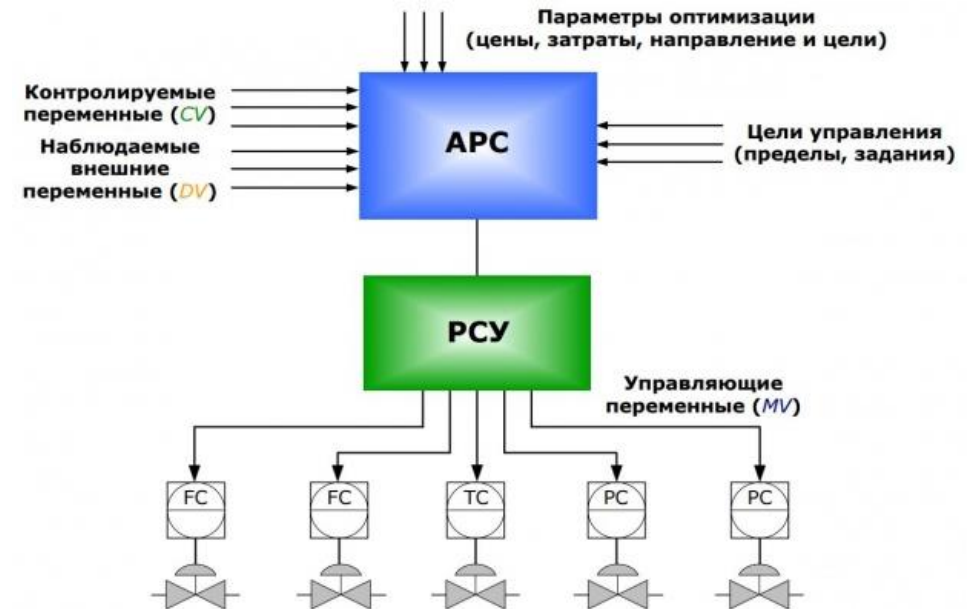 Параметры оптимизации
(цены, затраты, направление и цели)
Контролируемые
переменные (CV)
Наблюдаемые
внешние
переменные (DV)
АРС
Цели управления
(пределы, задания)
РСУ
Управляющие
переменные (MV)
FC
FC
TC
PC
PC